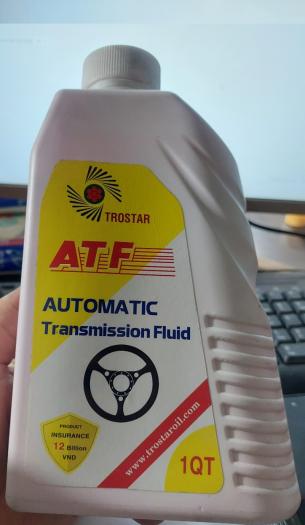 TROSTAR
ATF
AUTOMATIC
Transmission Fluid
PRODUCT
INSURANCE
12 Billion
VND
www.trostaroil.com
1QT